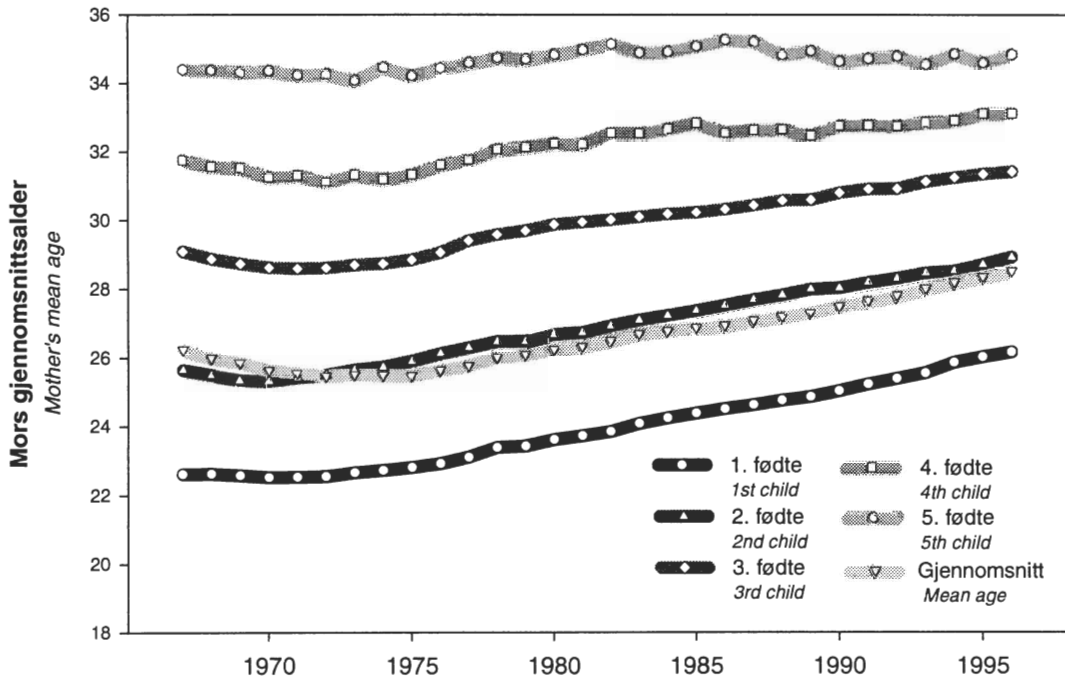 36
34
32
30
28
26
24
22
20
18
Mors gjennomsnittsalder
Mother's mean age
1. fødte
1st child
2. fødte
2nd child
3. fødte
3rd child
4. fødte
4th child
5. fødte
5th child
Gjennomsnitt
Mean age
1970 1975 1980 1985 1990 1995